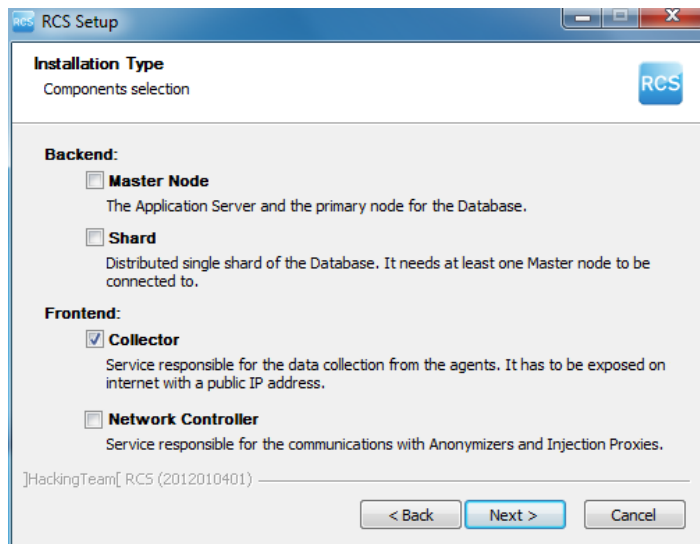 RCS RCS Setup
Installation Type
Components selection
RCS
Backend:
Master Node
The Application Server and the primary node for the Database.
Shard
Distributed single shard of the Database. It needs at least one Master node to be
connected to.
Frontend:
Collector
Service responsible for the data collection from the agents. It has to be exposed on
internet with a public IP address.
Network Controller
Service responsible for the communications with Anonymizers and Injection Proxies.
]HackingTeam[ RCS (2012010401)
< Back Next > Cancel